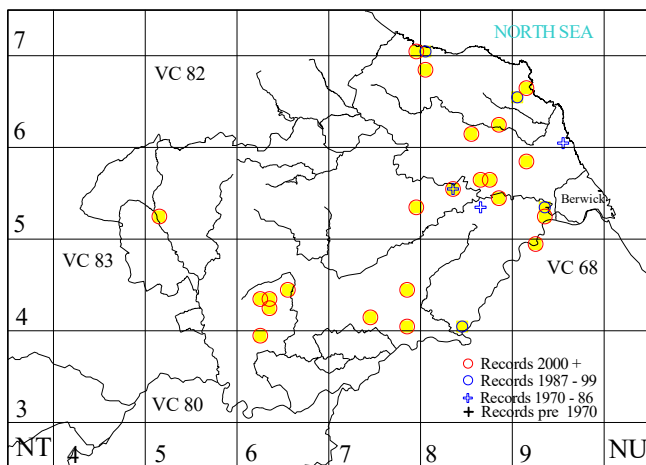 7
NORTH SEA
VC 82
6
Berwick
5
VC 83
VC 68
4
Records 2000 +
Records 1987 - 99
Records 1970 - 86
VC 80
Records pre 1970
3
NT 4 5 6 7 8 9 NU